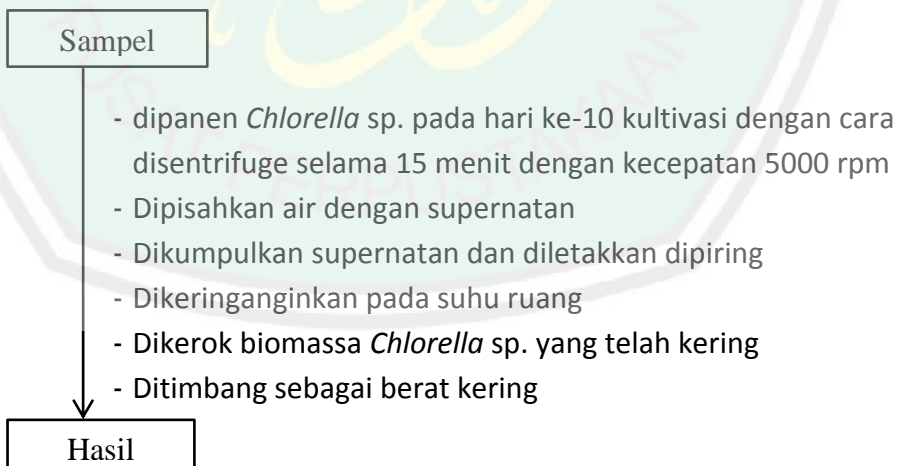 Sampel
- dipanen Chlorella sp. pada hari ke-10 kultivasi dengan cara
disentrifuge selama 15 menit dengan kecepatan 5000 rpm
- Dipisahkan air dengan supernatan
- Dikumpulkan supernatan dan diletakkan dipiring
- Dikeringanginkan pada suhu ruang
- Dikerok biomassa Chlorella sp. yang telah kering
- Ditimbang sebagai berat kering
Hasil